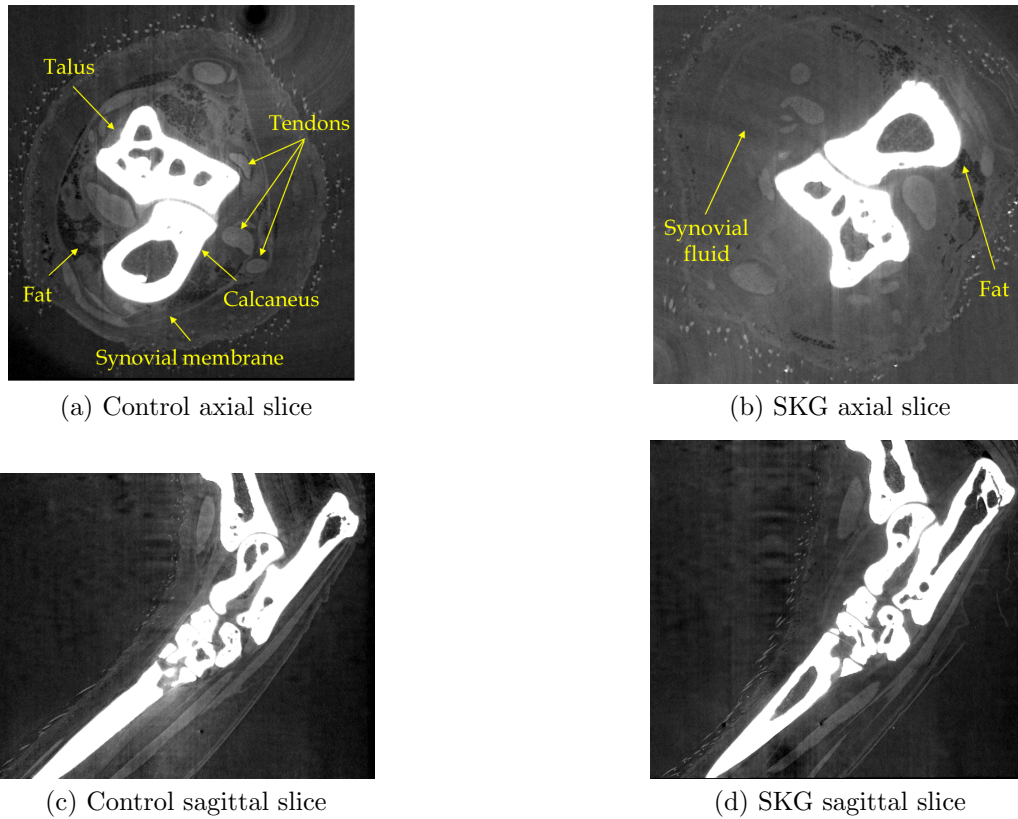 Talus
Tendons
Fat
Calcaneus
Synovial membrane
Synovial
fluid
Fat
(a) Control axial slice
(b) SKG axial slice
(c) Control sagittal slice
(d) SKG sagittal slice